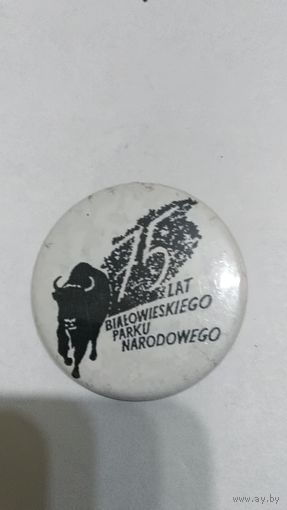 75
LAT
BIAŁOWIESKIEGO
PARKU
NARODOWEGO
www.ay.by